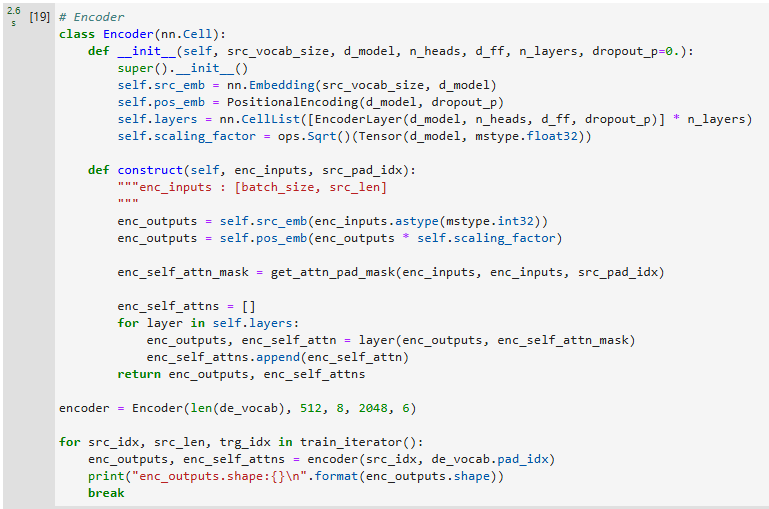 2.6
s
[19] # Encoder
class Encoder(nn.Cell):
    def __init__(self, src_vocab_size, d_model, n_heads, d_ff, n_layers, dropout_p=0.):
        super().__init__()
        self.src_emb = nn.Embedding(src_vocab_size, d_model)
        self.pos_emb = PositionalEncoding(d_model, dropout_p)
        self.layers = nn.CellList([EncoderLayer(d_model, n_heads, d_ff, dropout_p)] * n_layers)
        self.scaling_factor = ops.Sqrt()(Tensor(d_model, mstype.float32))

    def construct(self, enc_inputs, src_pad_idx):
        """enc_inputs : [batch_size, src_len]
        """
        enc_outputs = self.src_emb(enc_inputs.astype(mstype.int32))
        enc_outputs = self.pos_emb(enc_outputs * self.scaling_factor)

        enc_self_attn_mask = get_attn_pad_mask(enc_inputs, enc_inputs, src_pad_idx)

        enc_self_attns = []
        for layer in self.layers:
            enc_outputs, enc_self_attn = layer(enc_outputs, enc_self_attn_mask)
            enc_self_attns.append(enc_self_attn)
        return enc_outputs, enc_self_attns

encoder = Encoder(len(de_vocab), 512, 8, 2048, 6)

for src_idx, src_len, trg_idx in train_iterator():
    enc_outputs, enc_self_attns = encoder(src_idx, de_vocab.pad_idx)
    print("enc_outputs.shape:{}\n".format(enc_outputs.shape))
    break